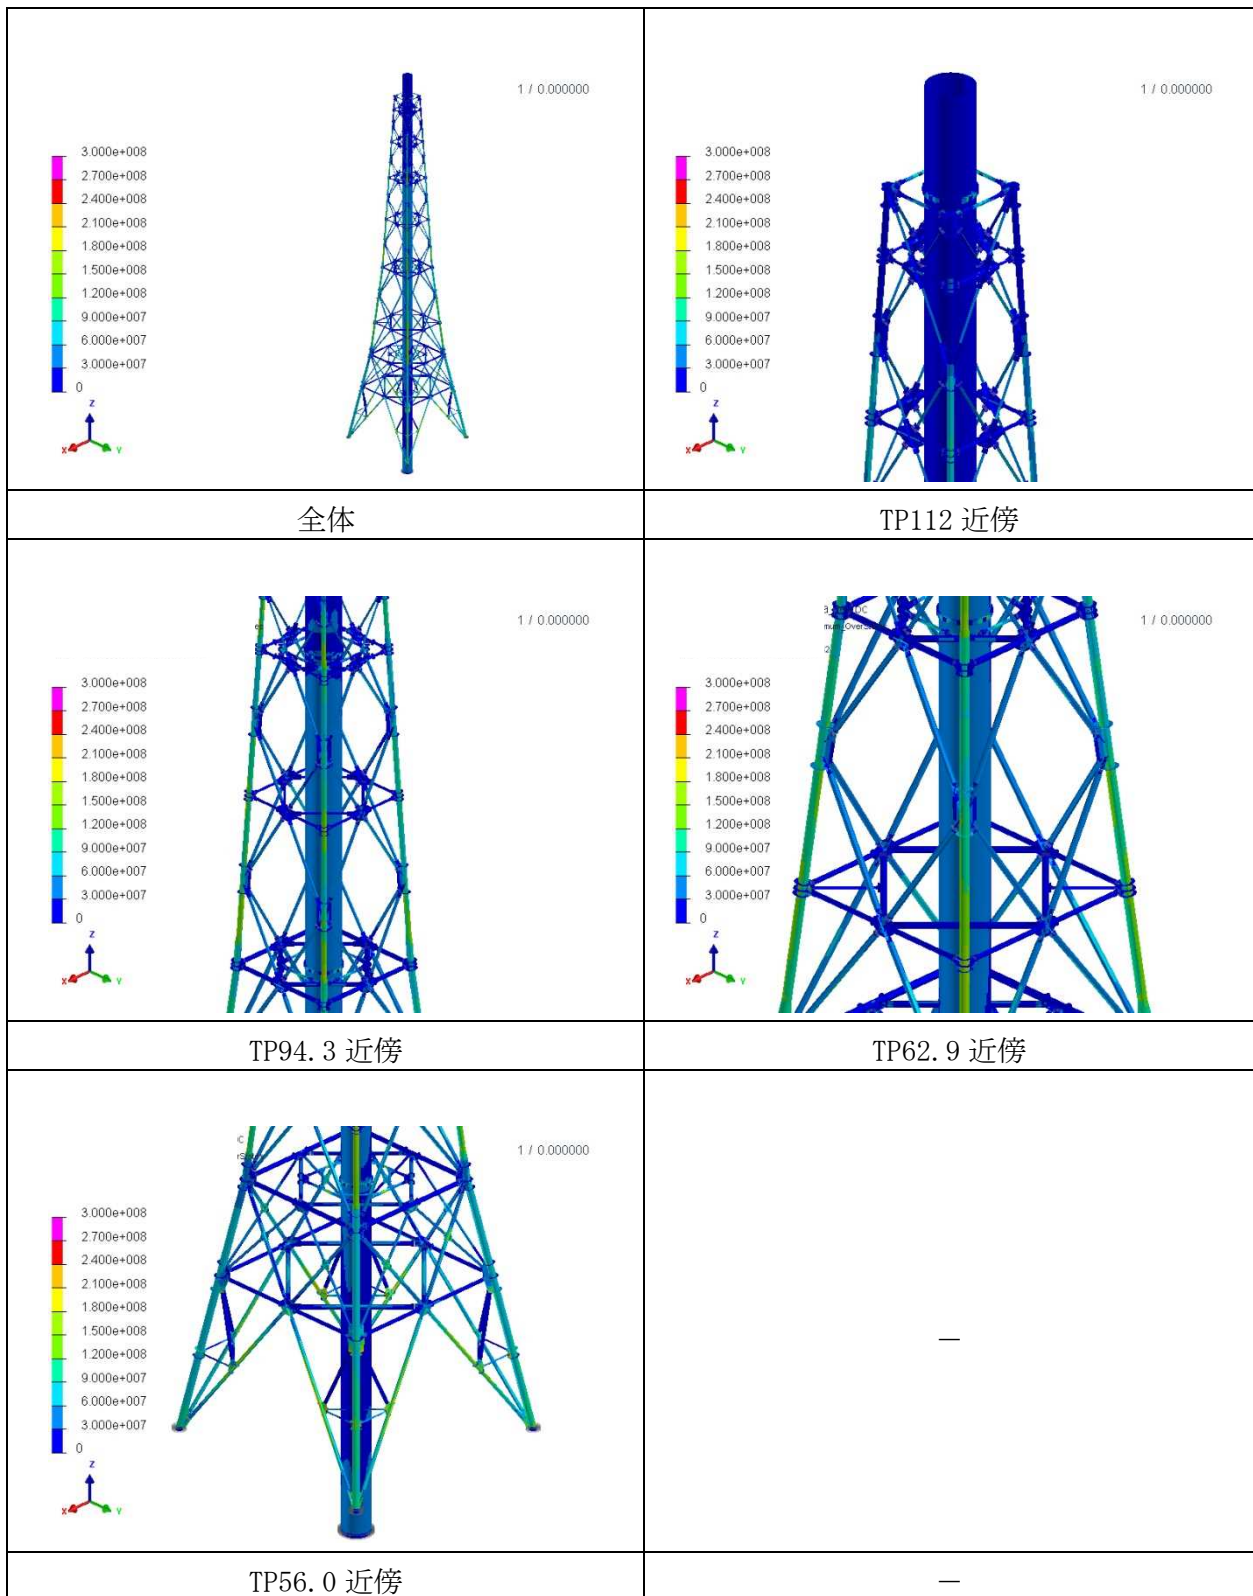 1 / 0.000000
3.000e+008
2.700e+008
2.400e+008
2.100e+008
1.800e+008
1.500e+008
1.200e+008
9.000e+007
6.000e+007
3.000e+007
0
Z
X
Y
全体
1 / 0.000000
3.000e+008
2.700e+008
2.400e+008
2.100e+008
1.800e+008
1.500e+008
1.200e+008
9.000e+007
6.000e+007
3.000e+007
0
Z
X
Y
TP112 近傍
1 / 0.000000
3.000e+008
2.700e+008
2.400e+008
2.100e+008
1.800e+008
1.500e+008
1.200e+008
9.000e+007
6.000e+007
3.000e+007
0
Z
X
Y
TP94.3 近傍
1 / 0.000000
3.000e+008
2.700e+008
2.400e+008
2.100e+008
1.800e+008
1.500e+008
1.200e+008
9.000e+007
6.000e+007
3.000e+007
0
Z
X
Y
TP62.9 近傍
1 / 0.000000
3.000e+008
2.700e+008
2.400e+008
2.100e+008
1.800e+008
1.500e+008
1.200e+008
9.000e+007
6.000e+007
3.000e+007
0
Z
X
Y
TP56.0 近傍
－
－